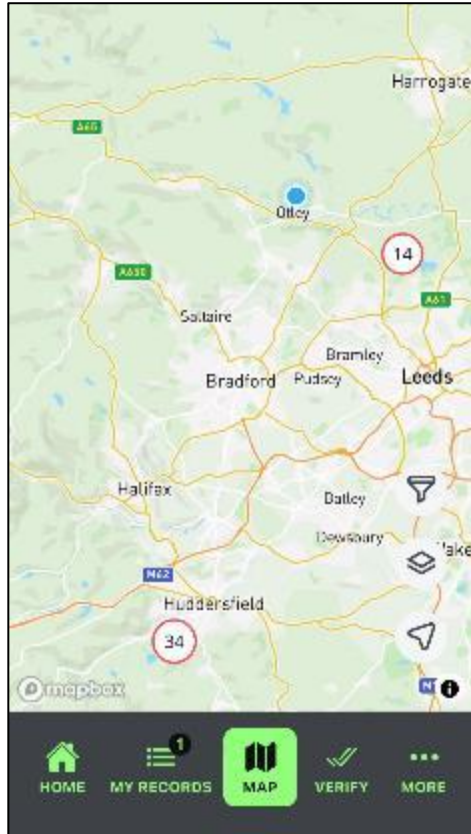 Harrogate
A65
Otley
14
A650
A61
Saltaire
Bramley
Bradford
Pudsey
Leeds
Halifax
Batley
Dewsbury
Wake
M62
Huddersfield
34
mapbox
1
HOME
MY RECORDS
MAP
VERIFY
MORE